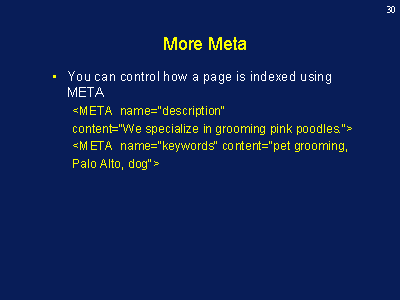 30
More Meta
• You can control how a page is indexed using
META
<META name="description"
content="We specialize in grooming pink poodles.">
<META name="keywords" content="pet grooming,
Palo Alto, dog">